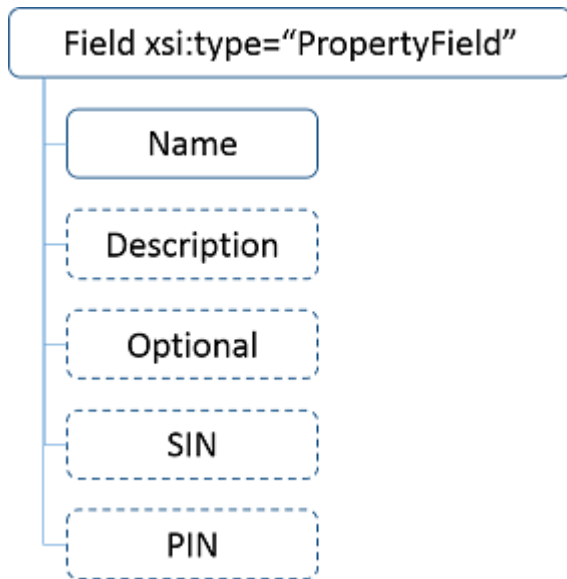 Field xsi:type=“PropertyField”
Name
Description
Optional
SIN
PIN